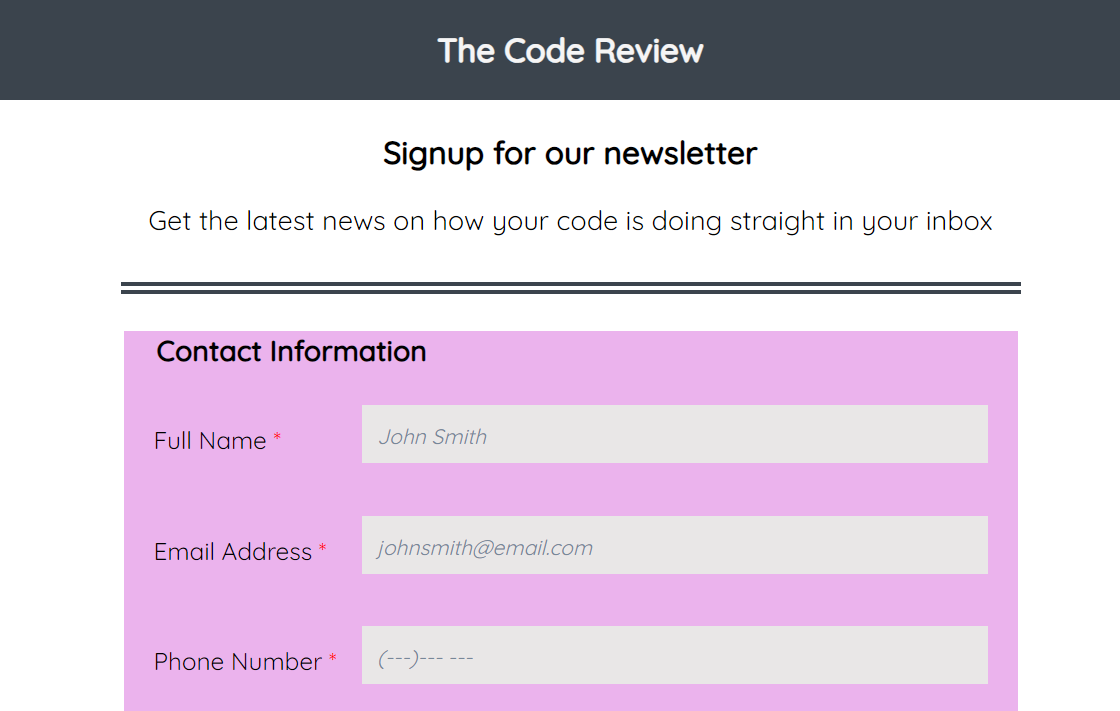 The Code Review
Signup for our newsletter
Get the latest news on how your code is doing straight in your inbox
Contact Information
Full Name *
John Smith
Email Address *
johnsmith@email.com
Phone Number *
(---)--- ---